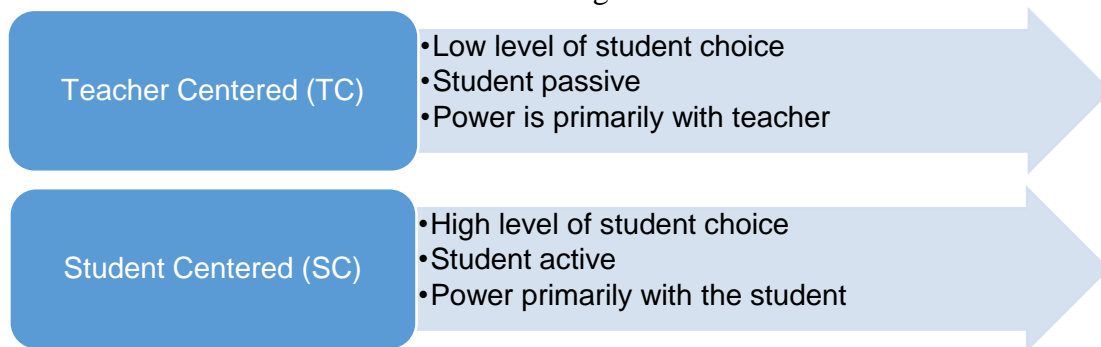 Teacher Centered (TC)
•Low level of student choice
•Student passive
•Power is primarily with teacher
Student Centered (SC)
•High level of student choice
•Student active
•Power primarily with the student